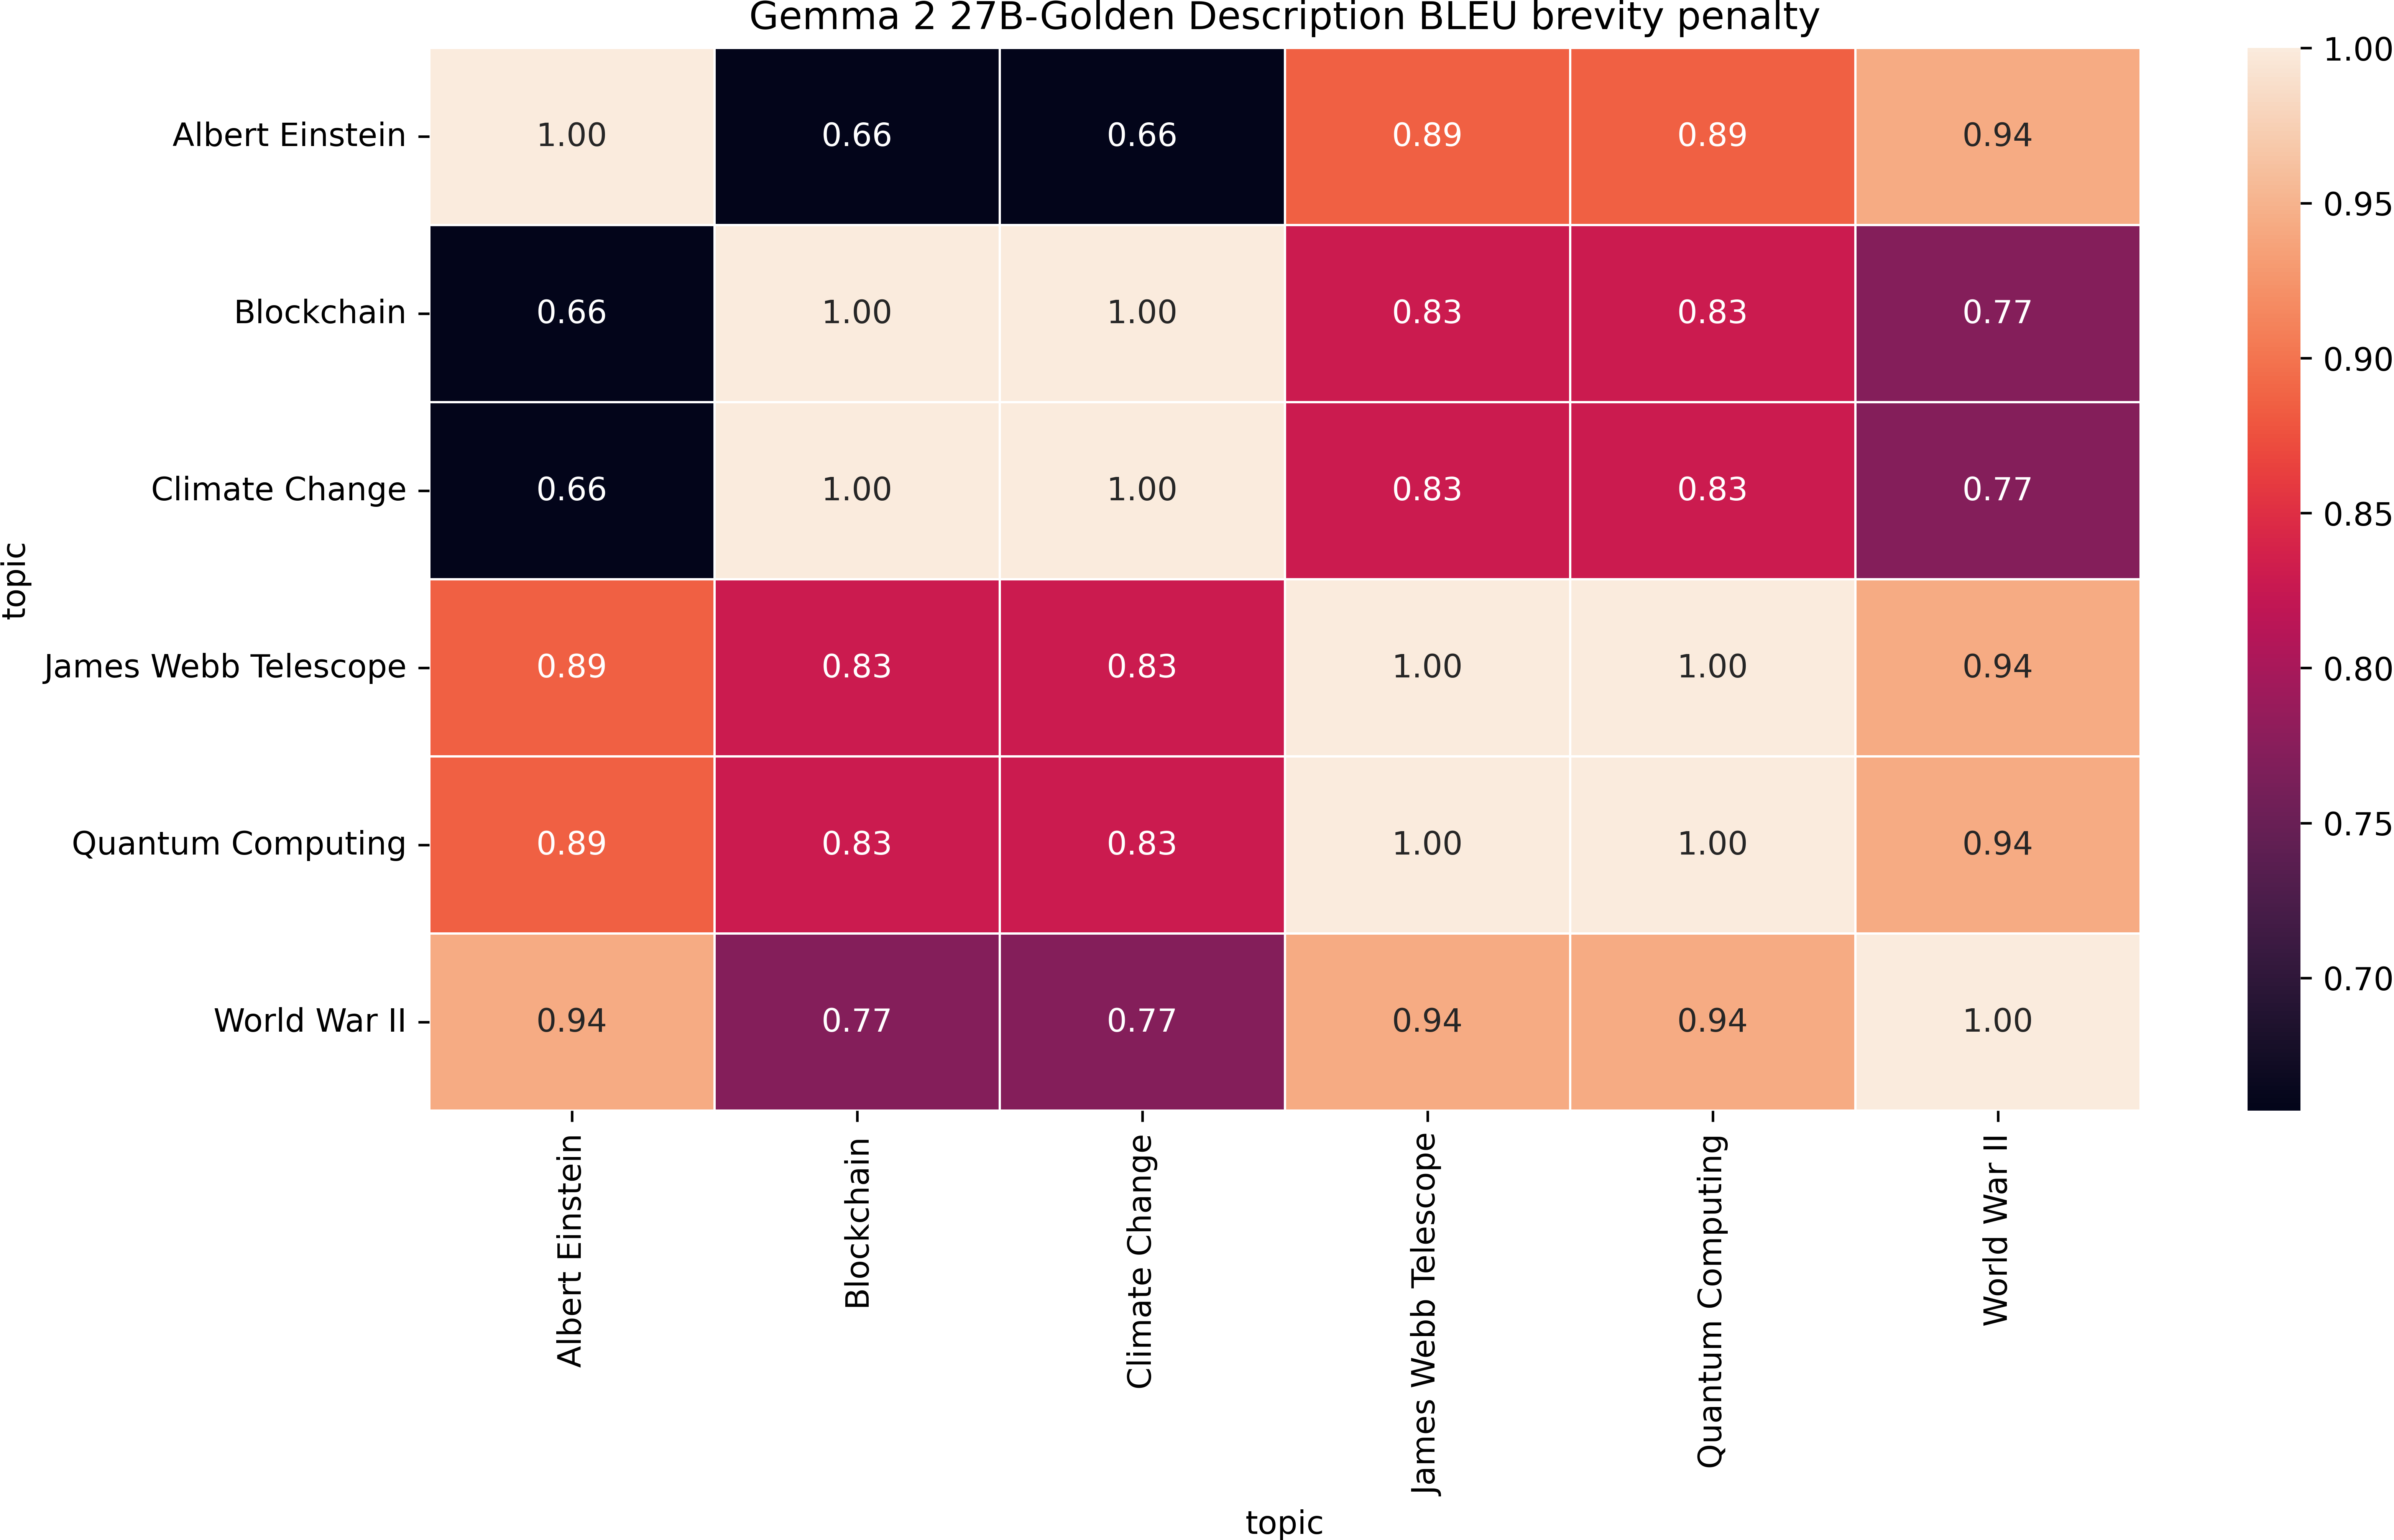 Gemma 2 27B-Golden Description BLEU brevity penalty
topic
Albert Einstein 1.00 0.66 0.66 0.89 0.89 0.94
Blockchain 0.66 1.00 1.00 0.83 0.83 0.77
Climate Change 0.66 1.00 1.00 0.83 0.83 0.77
James Webb Telescope 0.89 0.83 0.83 1.00 1.00 0.94
Quantum Computing 0.89 0.83 0.83 1.00 1.00 0.94
World War II 0.94 0.77 0.77 0.94 0.94 1.00
Albert Einstein
Blockchain
Climate Change
James Webb Telescope
Quantum Computing
World War II
topic
1.00
0.95
0.90
0.85
0.80
0.75
0.70